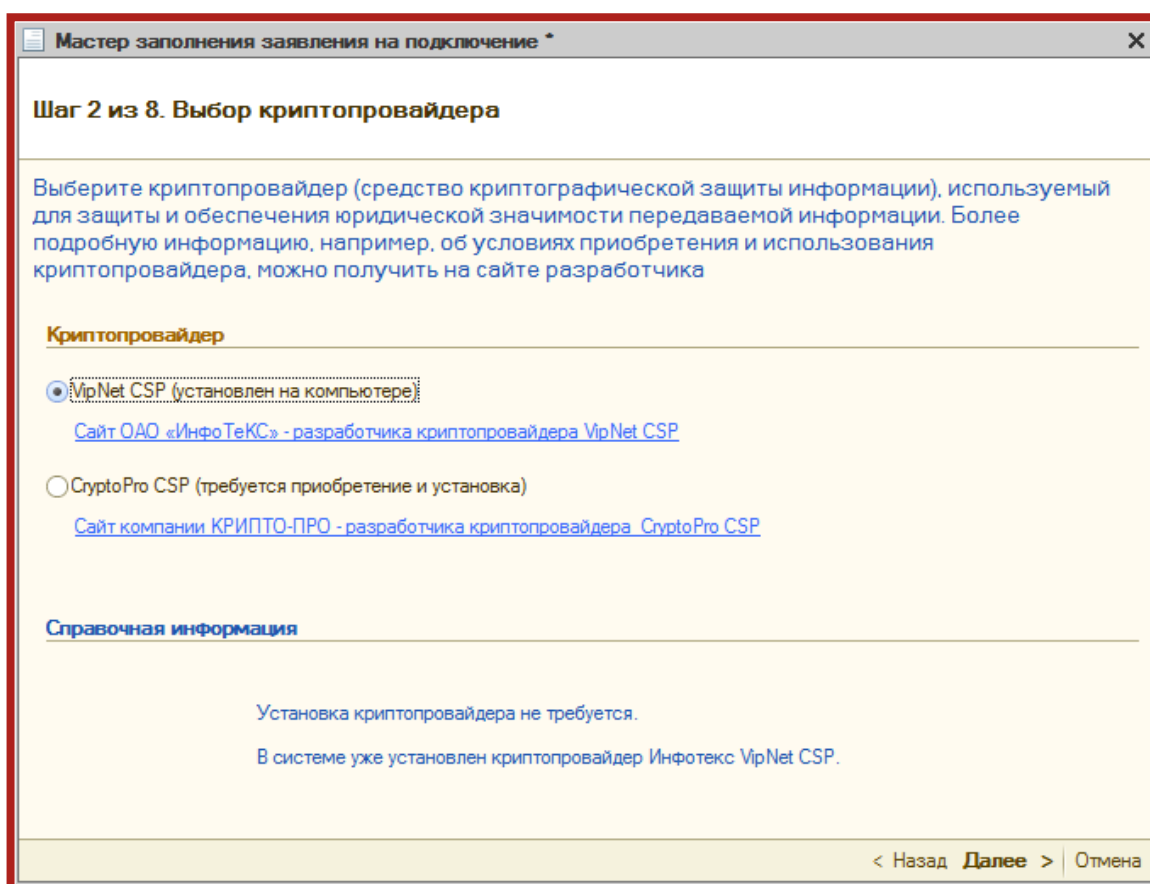 Мастер заполнения заявления на подключение *
Шаг 2 из 8. Выбор криптопровайдера
Выберите криптопровайдер (средство криптографической защиты информации), используемый
для защиты и обеспечения юридической значимости передаваемой информации. Более
подробную информацию, например, об условиях приобретения и использования
криптопровайдера, можно получить на сайте разработчика
Криптопровайдер
VipNet CSP (установлен на компьютере)
Сайт ОАО «ИнфоТеКС» - разработчика криптопровайдера VipNet CSP
CryptoPro CSP (требуется приобретение и установка)
Сайт компании КРИПТО-ПРО - разработчика криптопровайдера  CryptoPro CSP
Справочная информация
Установка криптопровайдера не требуется.
В системе уже установлен криптопровайдер Инфотекс VipNet CSP.
< Назад Далее > Отмена